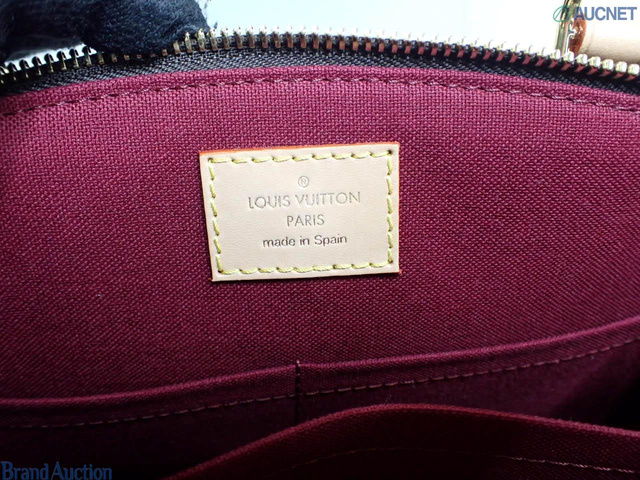 AUCNET
®
LOUIS VUITTON
PARIS
made in Spain
Brand Auction